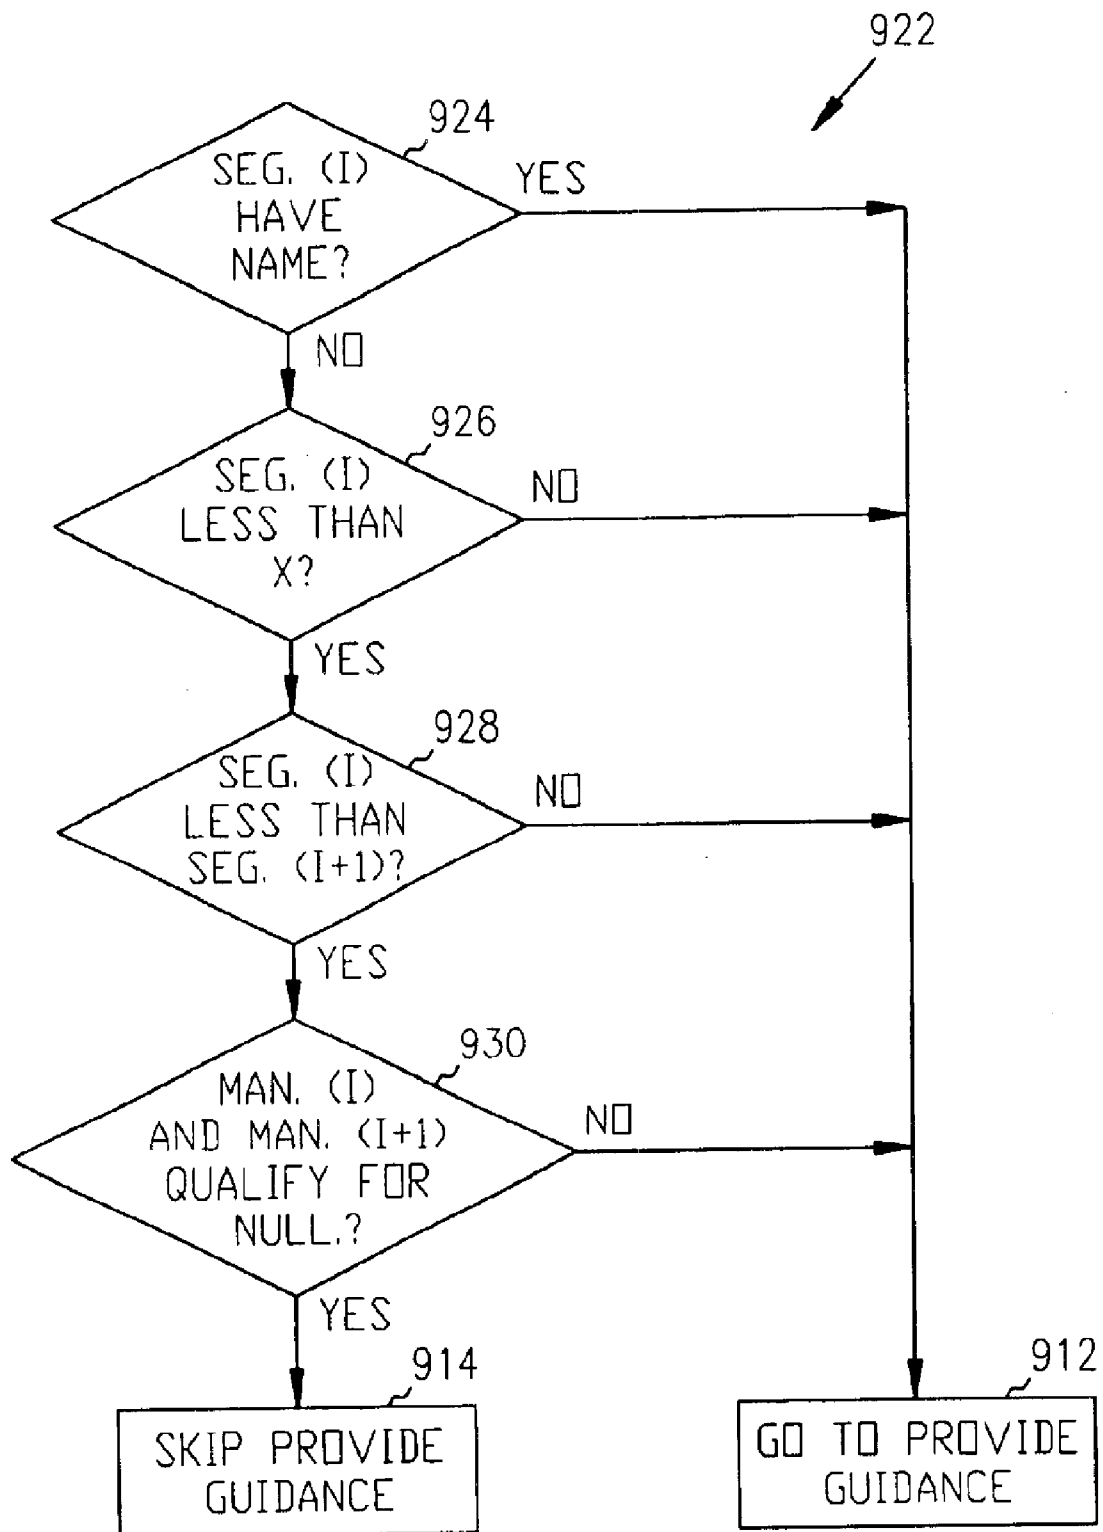 922
924
SEG. (I)
HAVE
NAME?
YES
NO
926
SEG. (I)
LESS THAN
X?
NO
YES
928
SEG. (I)
LESS THAN
SEG. (I+1)?
NO
YES
930
MAN. (I)
AND MAN. (I+1)
QUALIFY FOR
NULL.?
NO
YES
914
SKIP PROVIDE
GUIDANCE
912
GO TO PROVIDE
GUIDANCE